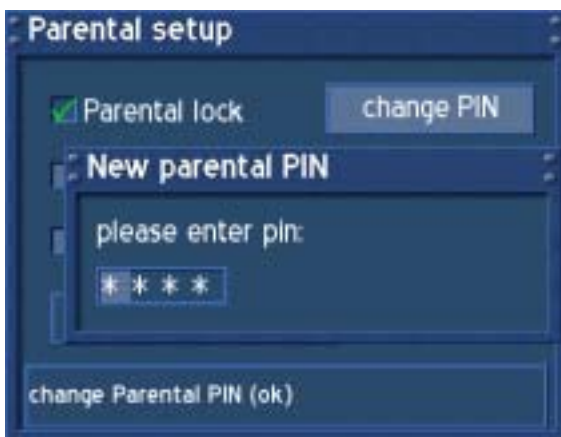 Parental setup
Parental lock
change PIN
New parental PIN
please enter pin:
* * * *
change Parental PIN (ok)